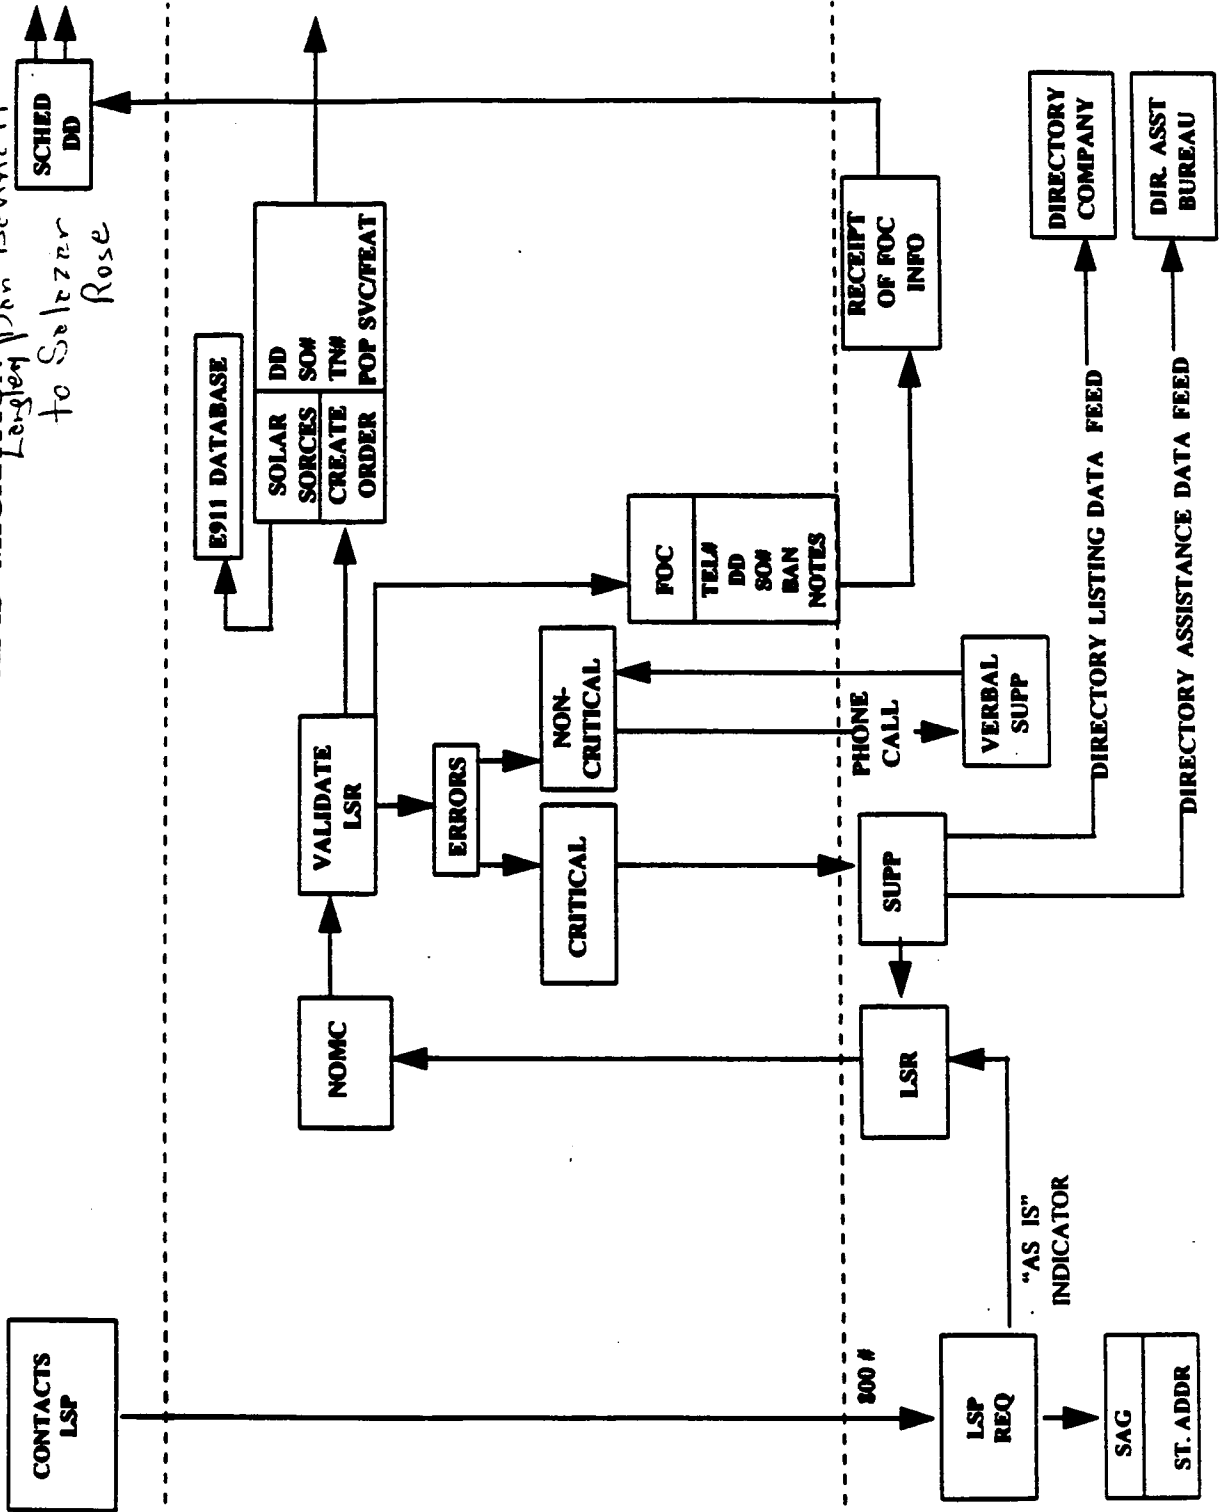 Langley / Dan
to Salazar
Rose
SCHED
DD
CONTACTS
LSP
E911 DATABASE
SOLAR
SORCES
CREATE
ORDER
DD
SO#
TN#
POP SVC/FEAT
VALIDATE
LSR
NOMC
ERRORS
NON-
CRITICAL
CRITICAL
FOC
TEL#
DD
SO#
BAN
NOTES
800 #
LSP
REQ
SAG
ST. ADDR
"AS IS"
INDICATOR
LSR
SUPP
PHONE
CALL
VERBAL
SUPP
RECEIPT
OF FOC
INFO
DIRECTORY LISTING DATA FEED
DIRECTORY ASSISTANCE DATA FEED
DIRECTORY
COMPANY
DIR. ASST
BUREAU